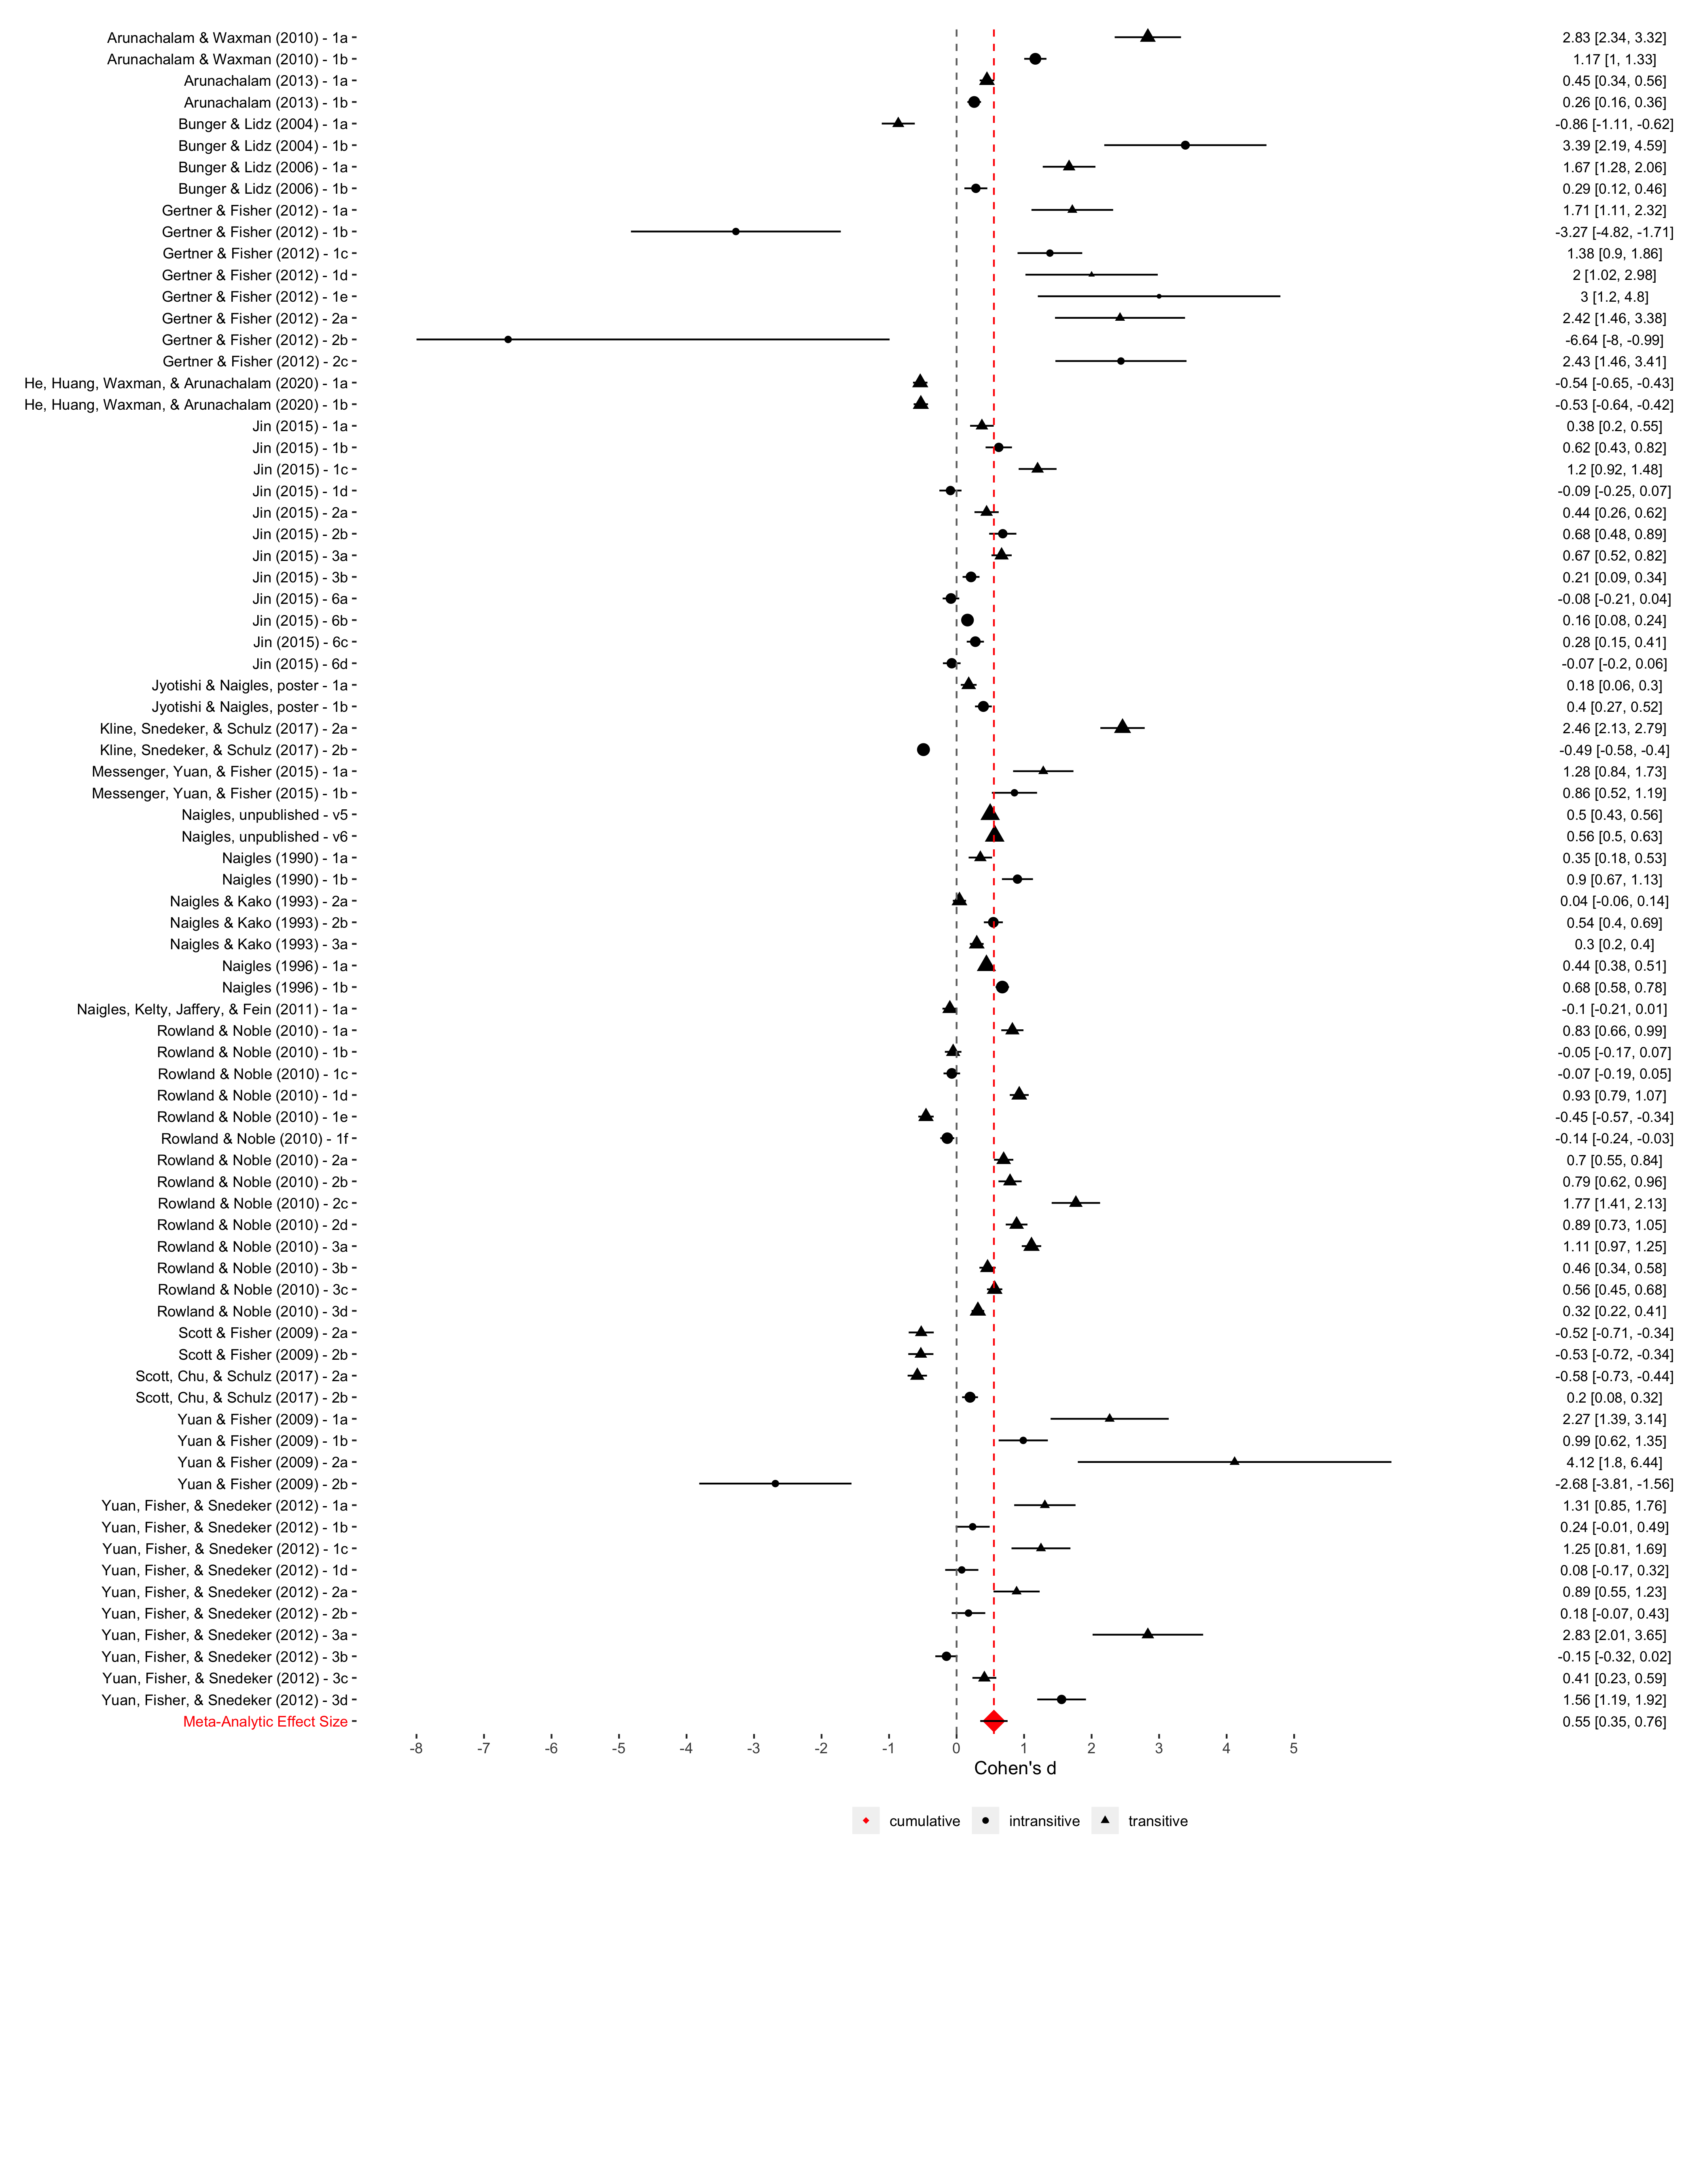 Arunachalam & Waxman (2010) - 1a 2.83 [2.34, 3.32]
Arunachalam & Waxman (2010) - 1b 1.17 [1, 1.33]
Arunachalam (2013) - 1a 0.45 [0.34, 0.56]
Arunachalam (2013) - 1b 0.26 [0.16, 0.36]
Bunger & Lidz (2004) - 1a -0.86 [-1.11, -0.62]
Bunger & Lidz (2004) - 1b 3.39 [2.19, 4.59]
Bunger & Lidz (2006) - 1a 1.67 [1.28, 2.06]
Bunger & Lidz (2006) - 1b 0.29 [0.12, 0.46]
Gertner & Fisher (2012) - 1a 1.71 [1.11, 2.32]
Gertner & Fisher (2012) - 1b -3.27 [-4.82, -1.71]
Gertner & Fisher (2012) - 1c 1.38 [0.9, 1.86]
Gertner & Fisher (2012) - 1d 2 [1.02, 2.98]
Gertner & Fisher (2012) - 1e 3 [1.2, 4.8]
Gertner & Fisher (2012) - 2a 2.42 [1.46, 3.38]
Gertner & Fisher (2012) - 2b -6.64 [-8, -0.99]
Gertner & Fisher (2012) - 2c 2.43 [1.46, 3.41]
He, Huang, Waxman, & Arunachalam (2020) - 1a -0.54 [-0.65, -0.43]
He, Huang, Waxman, & Arunachalam (2020) - 1b -0.53 [-0.64, -0.42]
Jin (2015) - 1a 0.38 [0.2, 0.55]
Jin (2015) - 1b 0.62 [0.43, 0.82]
Jin (2015) - 1c 1.2 [0.92, 1.48]
Jin (2015) - 1d -0.09 [-0.25, 0.07]
Jin (2015) - 2a 0.44 [0.26, 0.62]
Jin (2015) - 2b 0.68 [0.48, 0.89]
Jin (2015) - 3a 0.67 [0.52, 0.82]
Jin (2015) - 3b 0.21 [0.09, 0.34]
Jin (2015) - 6a -0.08 [-0.21, 0.04]
Jin (2015) - 6b 0.16 [0.08, 0.24]
Jin (2015) - 6c 0.28 [0.15, 0.41]
Jin (2015) - 6d -0.07 [-0.2, 0.06]
Jyotishi & Naigles, poster - 1a 0.18 [0.06, 0.3]
Jyotishi & Naigles, poster - 1b 0.4 [0.27, 0.52]
Kline, Snedeker, & Schulz (2017) - 2a 2.46 [2.13, 2.79]
Kline, Snedeker, & Schulz (2017) - 2b -0.49 [-0.58, -0.4]
Messenger, Yuan, & Fisher (2015) - 1a 1.28 [0.84, 1.73]
Messenger, Yuan, & Fisher (2015) - 1b 0.86 [0.52, 1.19]
Naigles, unpublished - v5 0.5 [0.43, 0.56]
Naigles, unpublished - v6 0.56 [0.5, 0.63]
Naigles (1990) - 1a 0.35 [0.18, 0.53]
Naigles (1990) - 1b 0.9 [0.67, 1.13]
Naigles & Kako (1993) - 2a 0.04 [-0.06, 0.14]
Naigles & Kako (1993) - 2b 0.54 [0.4, 0.69]
Naigles & Kako (1993) - 3a 0.3 [0.2, 0.4]
Naigles (1996) - 1a 0.44 [0.38, 0.51]
Naigles (1996) - 1b 0.68 [0.58, 0.78]
Naigles, Kelty, Jaffery, & Fein (2011) - 1a -0.1 [-0.21, 0.01]
Rowland & Noble (2010) - 1a 0.83 [0.66, 0.99]
Rowland & Noble (2010) - 1b -0.05 [-0.17, 0.07]
Rowland & Noble (2010) - 1c -0.07 [-0.19, 0.05]
Rowland & Noble (2010) - 1d 0.93 [0.79, 1.07]
Rowland & Noble (2010) - 1e -0.45 [-0.57, -0.34]
Rowland & Noble (2010) - 1f -0.14 [-0.24, -0.03]
Rowland & Noble (2010) - 2a 0.7 [0.55, 0.84]
Rowland & Noble (2010) - 2b 0.79 [0.62, 0.96]
Rowland & Noble (2010) - 2c 1.77 [1.41, 2.13]
Rowland & Noble (2010) - 2d 0.89 [0.73, 1.05]
Rowland & Noble (2010) - 3a 1.11 [0.97, 1.25]
Rowland & Noble (2010) - 3b 0.46 [0.34, 0.58]
Rowland & Noble (2010) - 3c 0.56 [0.45, 0.68]
Rowland & Noble (2010) - 3d 0.32 [0.22, 0.41]
Scott & Fisher (2009) - 2a -0.52 [-0.71, -0.34]
Scott & Fisher (2009) - 2b -0.53 [-0.72, -0.34]
Scott, Chu, & Schulz (2017) - 2a -0.58 [-0.73, -0.44]
Scott, Chu, & Schulz (2017) - 2b 0.2 [0.08, 0.32]
Yuan & Fisher (2009) - 1a 2.27 [1.39, 3.14]
Yuan & Fisher (2009) - 1b 0.99 [0.62, 1.35]
Yuan & Fisher (2009) - 2a 4.12 [1.8, 6.44]
Yuan & Fisher (2009) - 2b -2.68 [-3.81, -1.56]
Yuan, Fisher, & Snedeker (2012) - 1a 1.31 [0.85, 1.76]
Yuan, Fisher, & Snedeker (2012) - 1b 0.24 [-0.01, 0.49]
Yuan, Fisher, & Snedeker (2012) - 1c 1.25 [0.81, 1.69]
Yuan, Fisher, & Snedeker (2012) - 1d 0.08 [-0.17, 0.32]
Yuan, Fisher, & Snedeker (2012) - 2a 0.89 [0.55, 1.23]
Yuan, Fisher, & Snedeker (2012) - 2b 0.18 [-0.07, 0.43]
Yuan, Fisher, & Snedeker (2012) - 3a 2.83 [2.01, 3.65]
Yuan, Fisher, & Snedeker (2012) - 3b -0.15 [-0.32, 0.02]
Yuan, Fisher, & Snedeker (2012) - 3c 0.41 [0.23, 0.59]
Yuan, Fisher, & Snedeker (2012) - 3d 1.56 [1.19, 1.92]
Meta-Analytic Effect Size 0.55 [0.35, 0.76]
-8 -7 -6 -5 -4 -3 -2 -1 0 1 2 3 4 5
Cohen's d
cumulative intransitive transitive